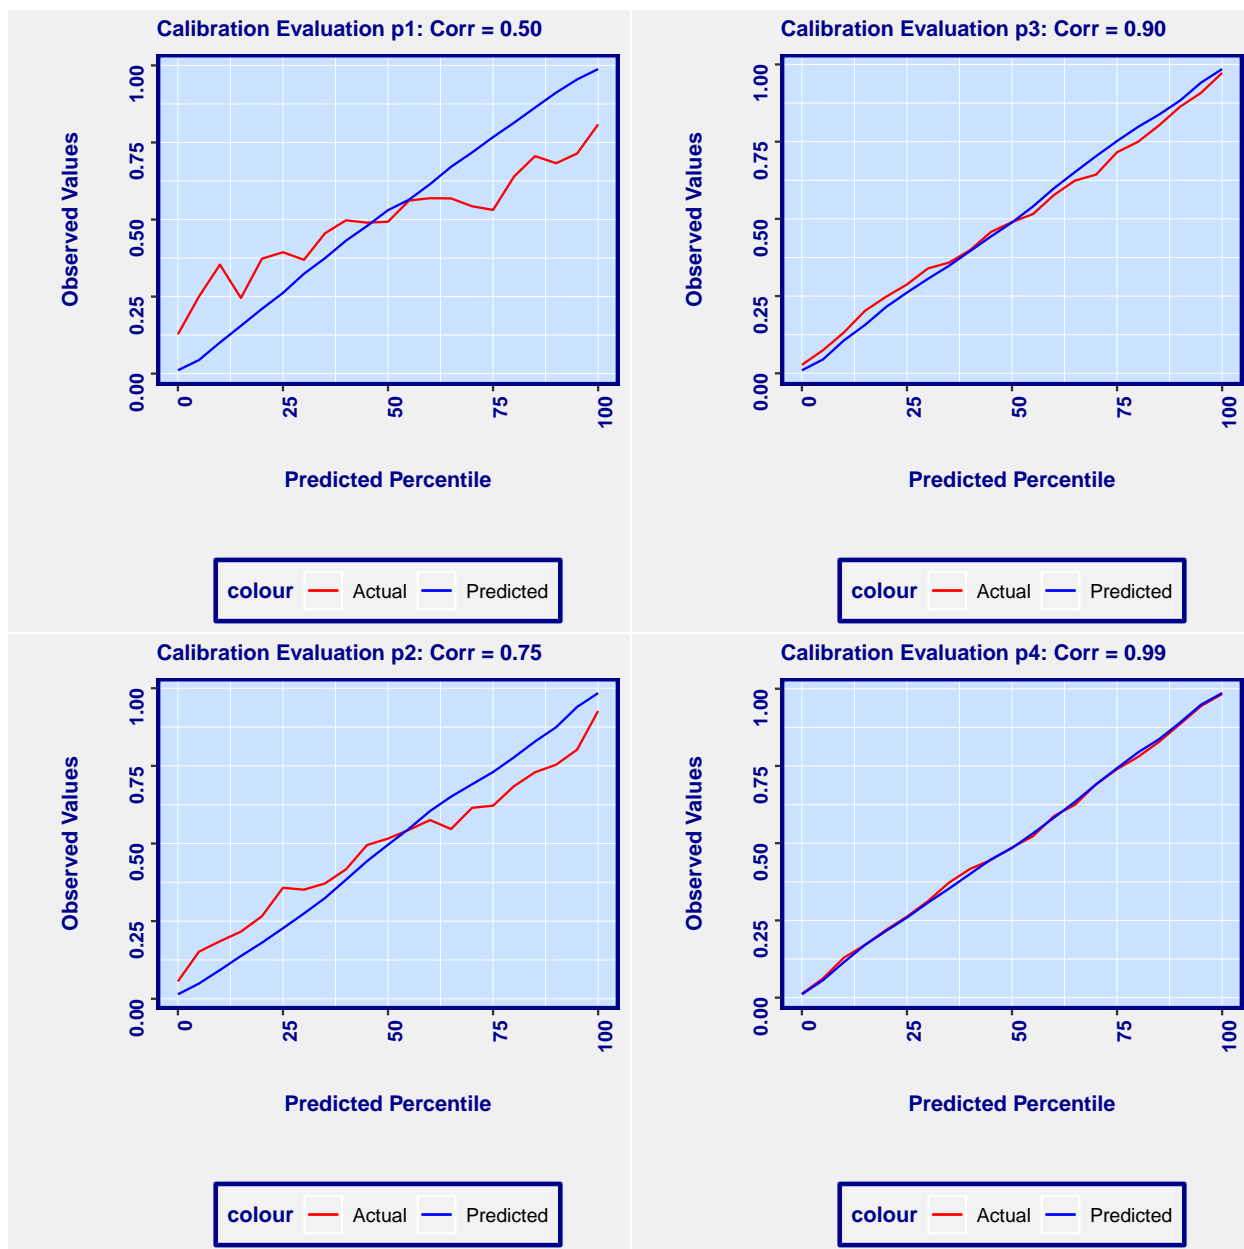 Calibration Evaluation p1: Corr = 0.50
Observed Values
1.00
0.75
0.50
0.25
0.00
0 25 50 75 100
Predicted Percentile
colour Actual Predicted
Calibration Evaluation p3: Corr = 0.90
Observed Values
1.00
0.75
0.50
0.25
0.00
0 25 50 75 100
Predicted Percentile
colour Actual Predicted
Calibration Evaluation p2: Corr = 0.75
Observed Values
1.00
0.75
0.50
0.25
0.00
0 25 50 75 100
Predicted Percentile
colour Actual Predicted
Calibration Evaluation p4: Corr = 0.99
Observed Values
1.00
0.75
0.50
0.25
0.00
0 25 50 75 100
Predicted Percentile
colour Actual Predicted